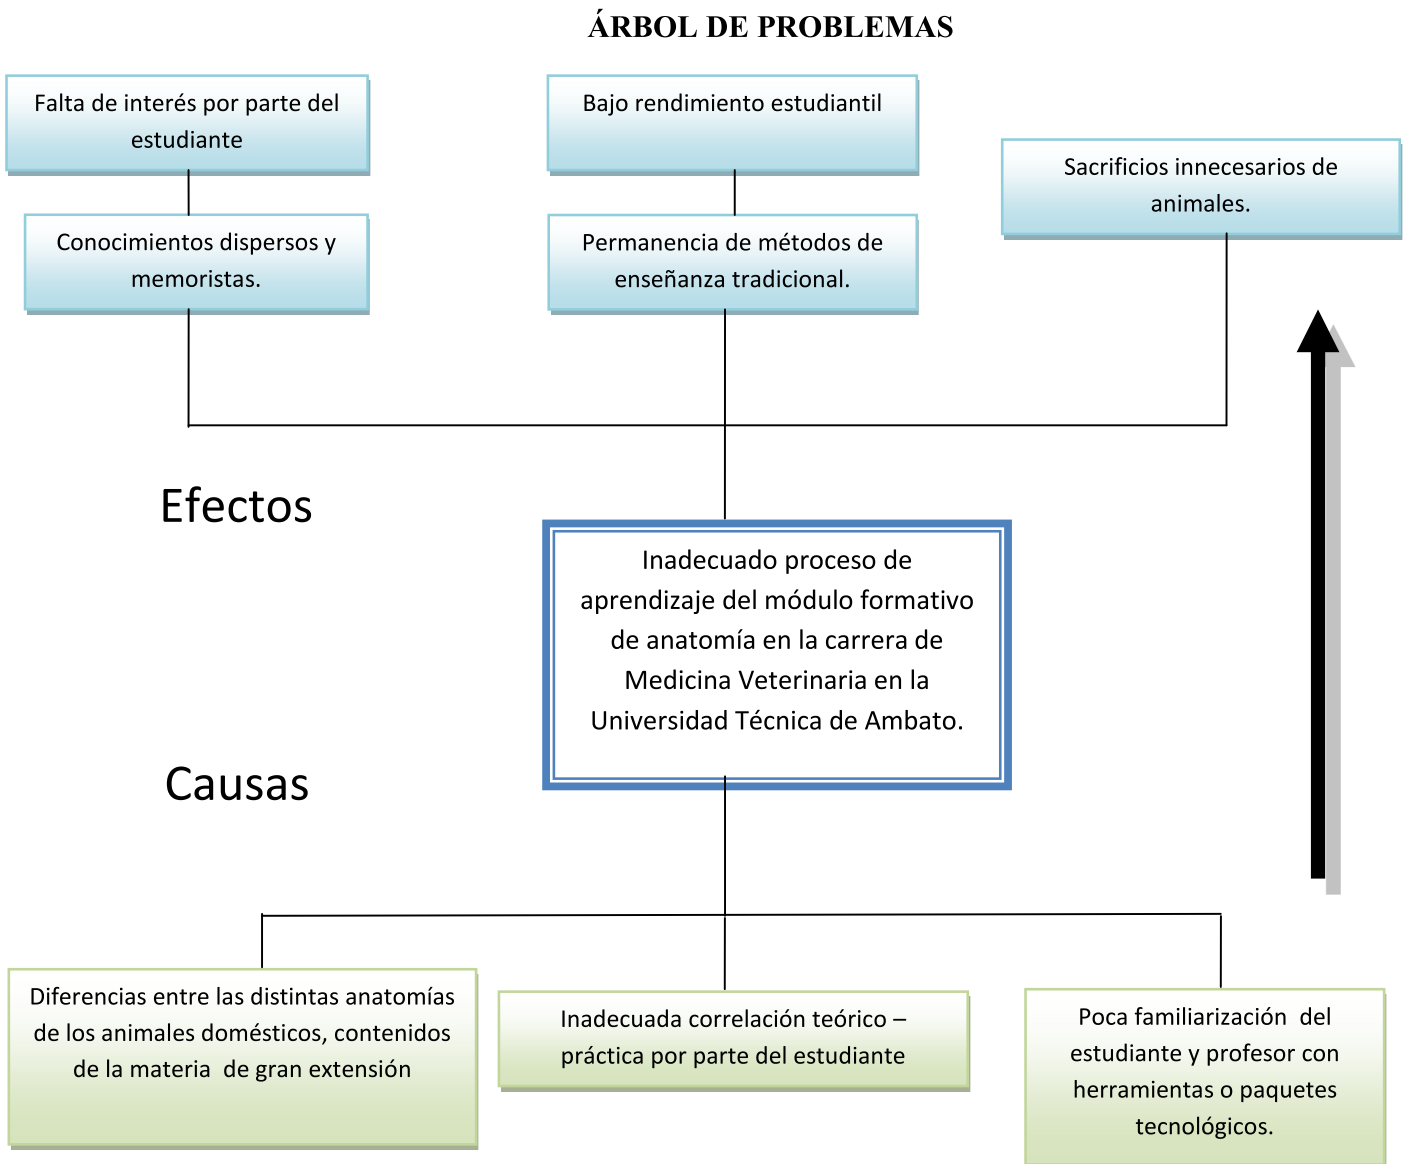 ÁRBOL DE PROBLEMAS
Falta de interés por parte del
estudiante
Bajo rendimiento estudiantil
Sacrificios innecesarios de
animales.
Conocimientos dispersos y
memoristas.
Permanencia de métodos de
enseñanza tradicional.
Efectos
Inadecuado proceso de
aprendizaje del módulo formativo
de anatomía en la carrera de
Medicina Veterinaria en la
Universidad Técnica de Ambato.
Causas
Diferencias entre las distintas anatomías
de los animales domésticos, contenidos
de la materia  de gran extensión
Inadecuada correlación teórico –
práctica por parte del estudiante
Poca familiarización  del
estudiante y profesor con
herramientas o paquetes
tecnológicos.